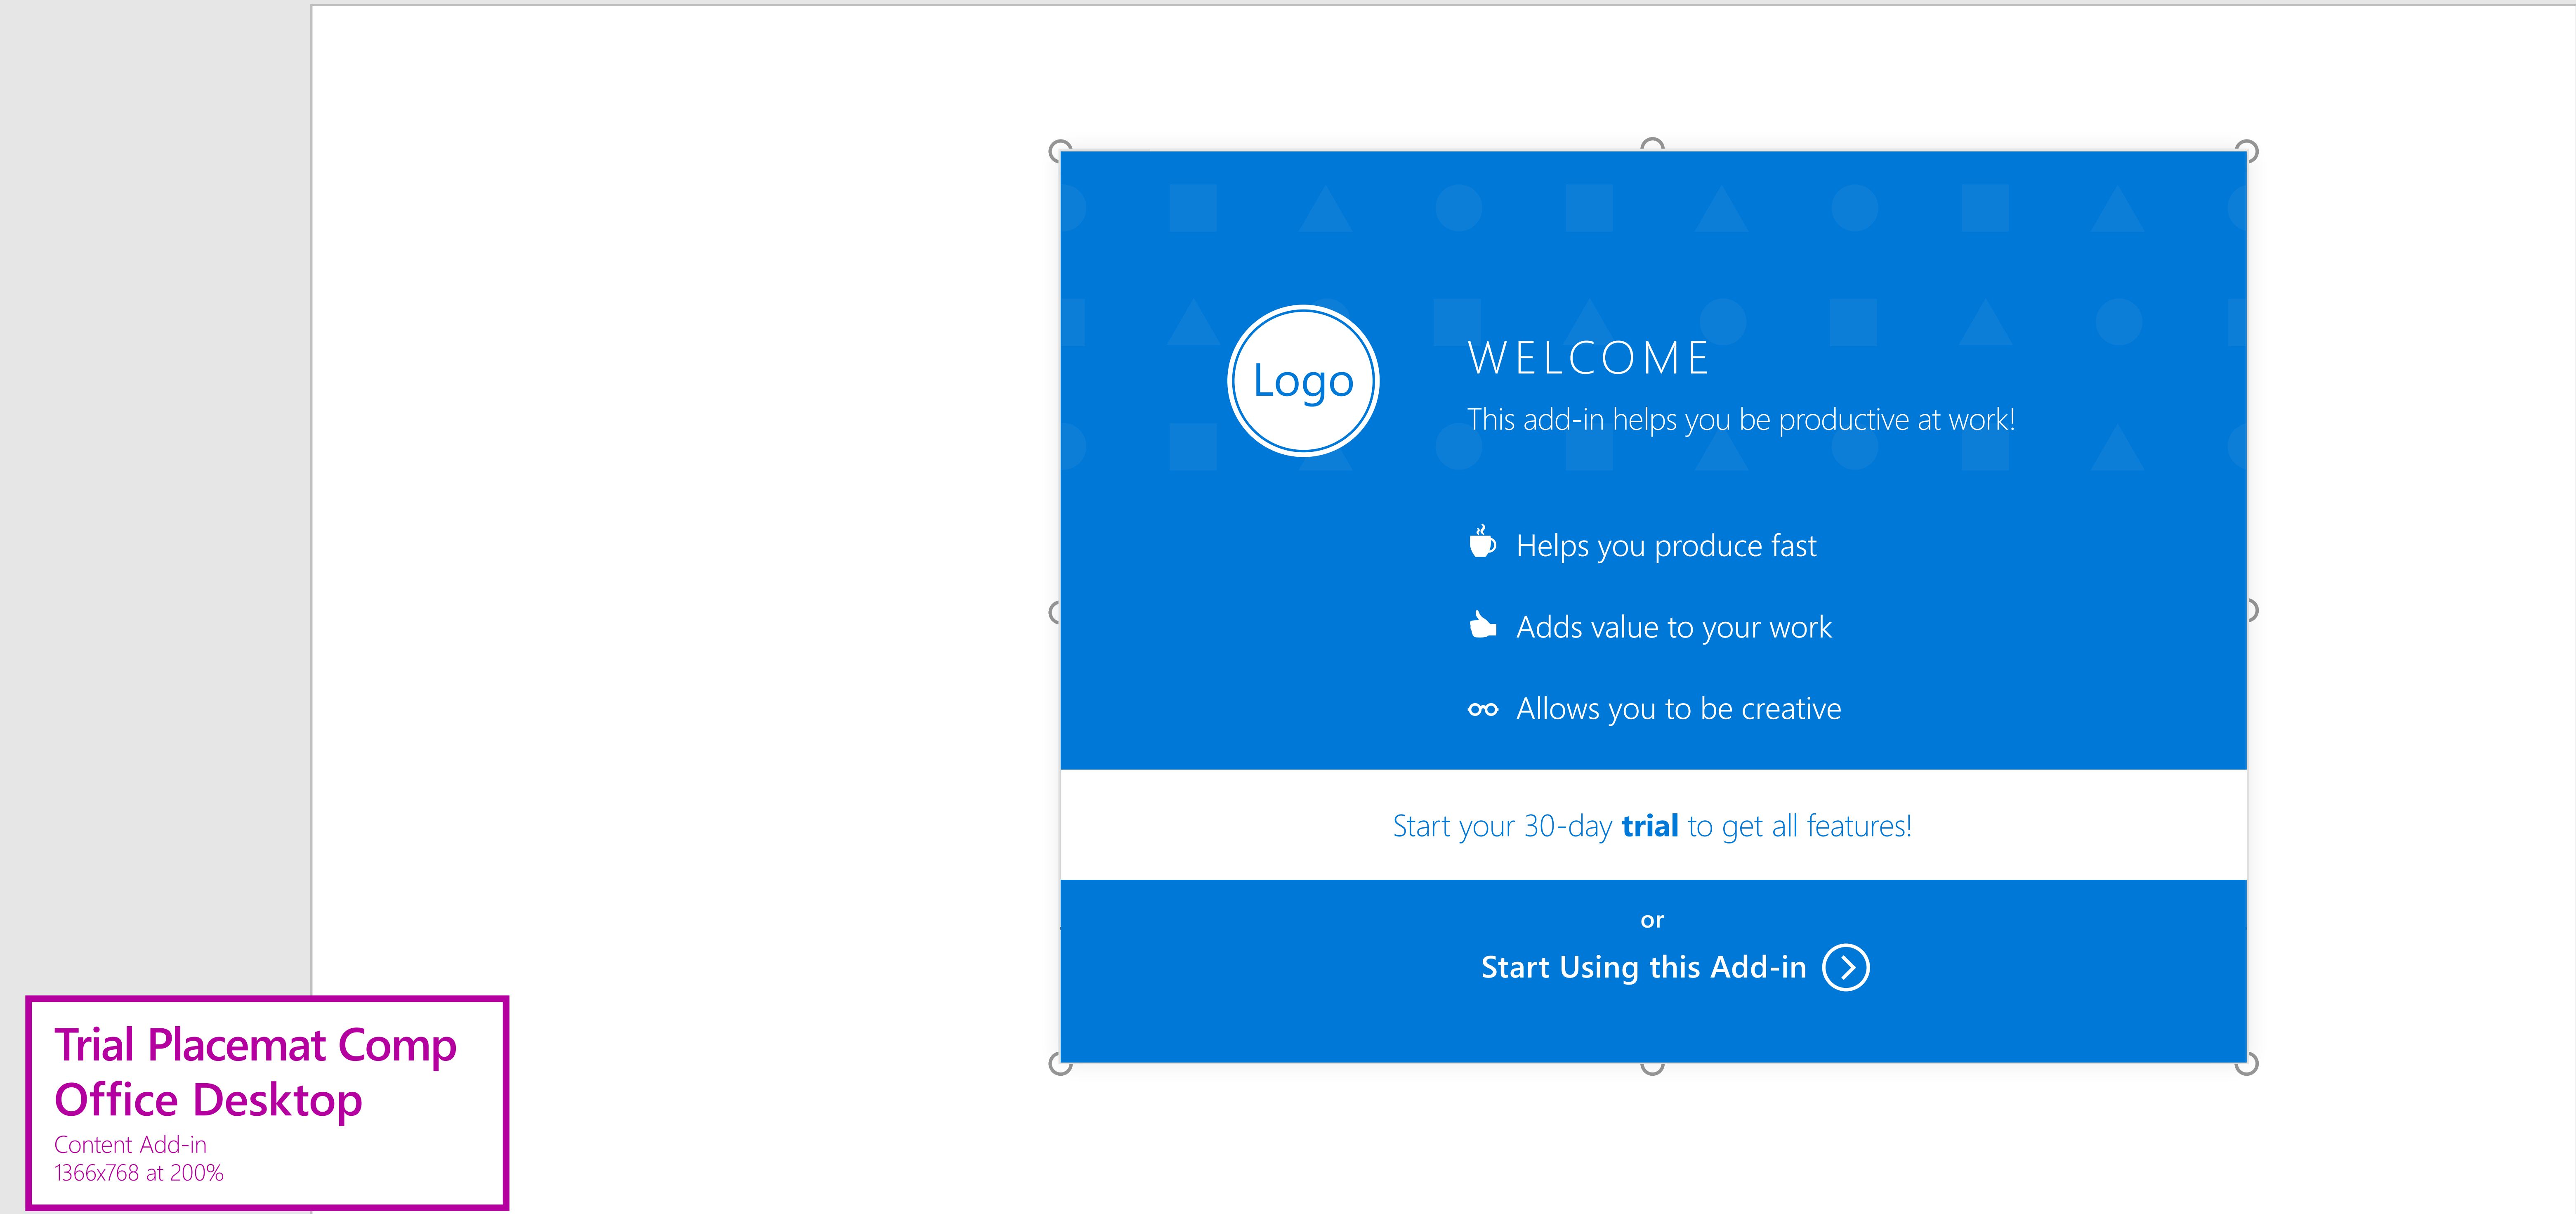 Logo
WELCOME
This add-in helps you be productive at work!
Helps you produce fast
Adds value to your work
Allows you to be creative
Start your 30-day trial to get all features!
or
Start Using this Add-in
Trial Placemat Comp
Office Desktop
Content Add-in
1366x768 at 200%